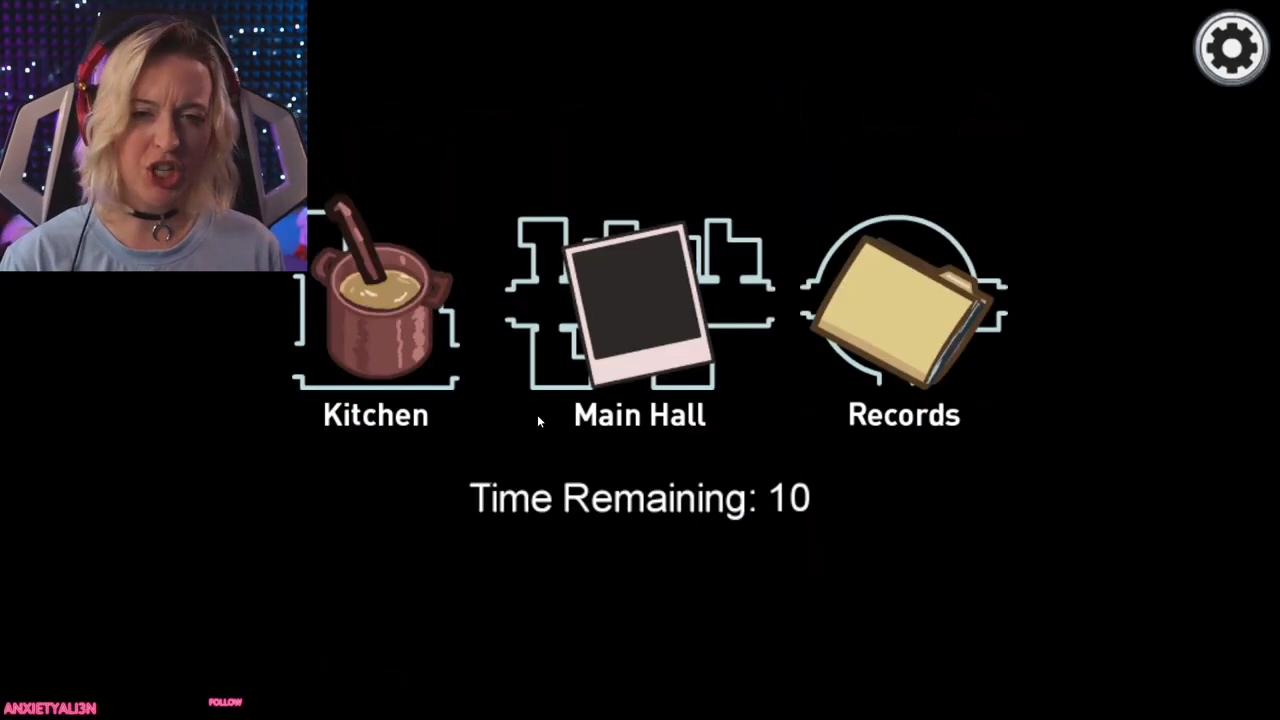 Kitchen
Main Hall
Records
Time Remaining: 10
ANXIETYALI3N
FOLLOW